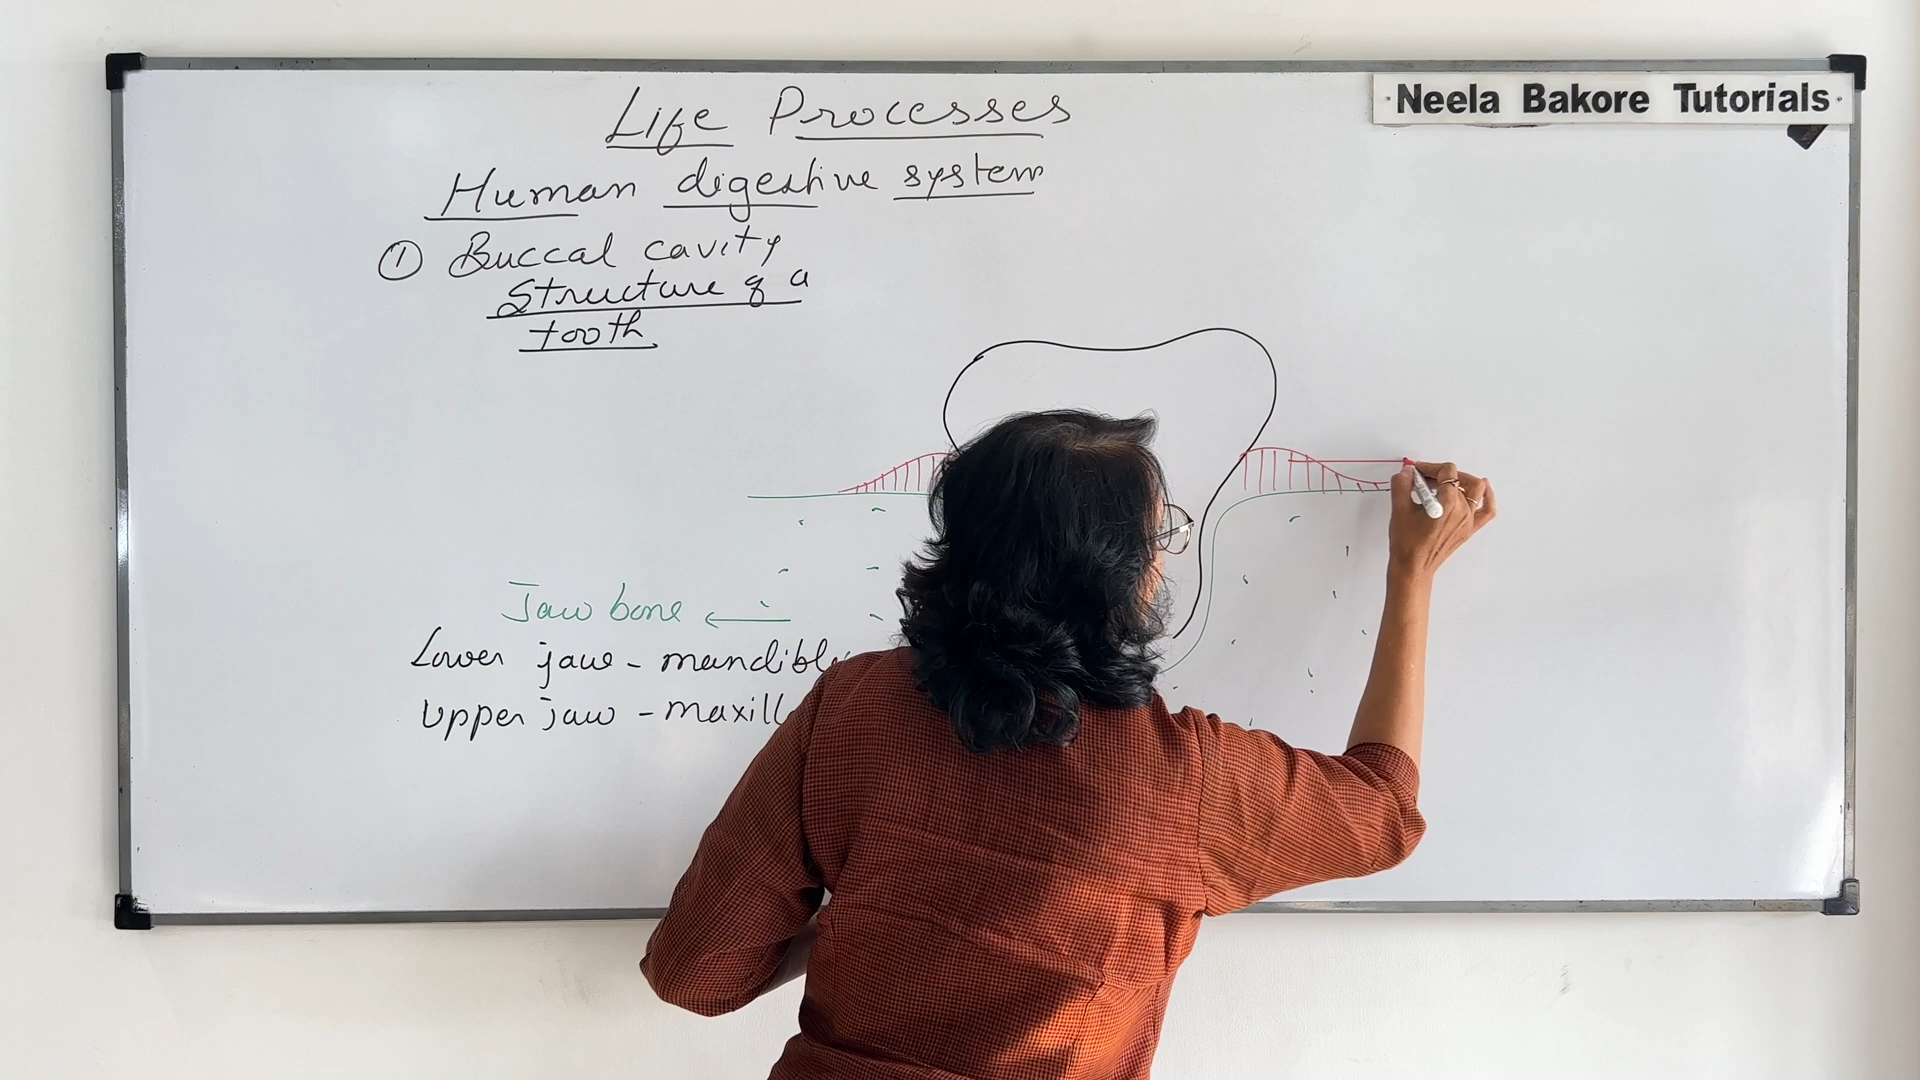 Neela Bakore Tutorials
Life Processes
Human digestive system
① Buccal cavity
Structure of a
tooth
Jaw bone
Lower jaw - mandible
Upper jaw -